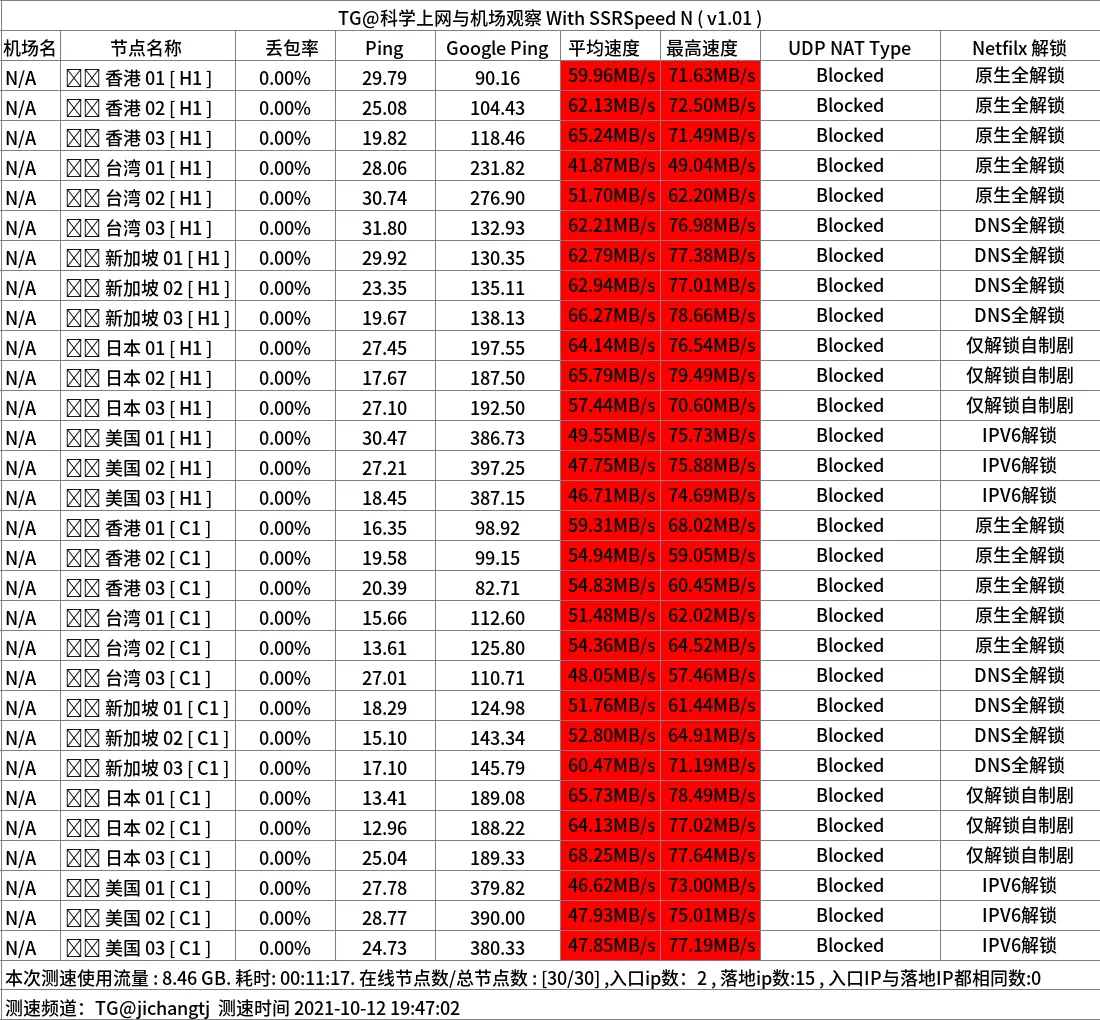 TG@科学上网与机场观察 With SSRSpeed N ( v1.01 )
机场名 节点名称 丢包率 Ping Google Ping 平均速度 最高速度 UDP NAT Type Netfilx 解锁
N/A 香港 01 [ H1 ] 0.00% 29.79 90.16 59.96MB/s 71.63MB/s Blocked 原生全解锁
N/A 香港 02 [ H1 ] 0.00% 25.08 104.43 62.13MB/s 72.50MB/s Blocked 原生全解锁
N/A 香港 03 [ H1 ] 0.00% 19.82 118.46 65.24MB/s 71.49MB/s Blocked 原生全解锁
N/A 台湾 01 [ H1 ] 0.00% 28.06 231.82 41.87MB/s 49.04MB/s Blocked 原生全解锁
N/A 台湾 02 [ H1 ] 0.00% 30.74 276.90 51.70MB/s 62.20MB/s Blocked 原生全解锁
N/A 台湾 03 [ H1 ] 0.00% 31.80 132.93 62.21MB/s 76.98MB/s Blocked DNS全解锁
N/A 新加坡 01 [ H1 ] 0.00% 29.92 130.35 62.79MB/s 77.38MB/s Blocked DNS全解锁
N/A 新加坡 02 [ H1 ] 0.00% 23.35 135.11 62.94MB/s 77.01MB/s Blocked DNS全解锁
N/A 新加坡 03 [ H1 ] 0.00% 19.67 138.13 66.27MB/s 78.66MB/s Blocked DNS全解锁
N/A 日本 01 [ H1 ] 0.00% 27.45 197.55 64.14MB/s 76.54MB/s Blocked 仅解锁自制剧
N/A 日本 02 [ H1 ] 0.00% 17.67 187.50 65.79MB/s 79.49MB/s Blocked 仅解锁自制剧
N/A 日本 03 [ H1 ] 0.00% 27.10 192.50 57.44MB/s 70.60MB/s Blocked 仅解锁自制剧
N/A 美国 01 [ H1 ] 0.00% 30.47 386.73 49.55MB/s 75.73MB/s Blocked IPV6解锁
N/A 美国 02 [ H1 ] 0.00% 27.21 397.25 47.75MB/s 75.88MB/s Blocked IPV6解锁
N/A 美国 03 [ H1 ] 0.00% 18.45 387.15 46.71MB/s 74.69MB/s Blocked IPV6解锁
N/A 香港 01 [ C1 ] 0.00% 16.35 98.92 59.31MB/s 68.02MB/s Blocked 原生全解锁
N/A 香港 02 [ C1 ] 0.00% 19.58 99.15 54.94MB/s 59.05MB/s Blocked 原生全解锁
N/A 香港 03 [ C1 ] 0.00% 20.39 82.71 54.83MB/s 60.45MB/s Blocked 原生全解锁
N/A 台湾 01 [ C1 ] 0.00% 15.66 112.60 51.48MB/s 62.02MB/s Blocked 原生全解锁
N/A 台湾 02 [ C1 ] 0.00% 13.61 125.80 54.36MB/s 64.52MB/s Blocked 原生全解锁
N/A 台湾 03 [ C1 ] 0.00% 27.01 110.71 48.05MB/s 57.46MB/s Blocked DNS全解锁
N/A 新加坡 01 [ C1 ] 0.00% 18.29 124.98 51.76MB/s 61.44MB/s Blocked DNS全解锁
N/A 新加坡 02 [ C1 ] 0.00% 15.10 143.34 52.80MB/s 64.91MB/s Blocked DNS全解锁
N/A 新加坡 03 [ C1 ] 0.00% 17.10 145.79 60.47MB/s 71.19MB/s Blocked DNS全解锁
N/A 日本 01 [ C1 ] 0.00% 13.41 189.08 65.73MB/s 78.49MB/s Blocked 仅解锁自制剧
N/A 日本 02 [ C1 ] 0.00% 12.96 188.22 64.13MB/s 77.02MB/s Blocked 仅解锁自制剧
N/A 日本 03 [ C1 ] 0.00% 25.04 189.33 68.25MB/s 77.64MB/s Blocked 仅解锁自制剧
N/A 美国 01 [ C1 ] 0.00% 27.78 379.82 46.62MB/s 73.00MB/s Blocked IPV6解锁
N/A 美国 02 [ C1 ] 0.00% 28.77 390.00 47.93MB/s 75.01MB/s Blocked IPV6解锁
N/A 美国 03 [ C1 ] 0.00% 24.73 380.33 47.85MB/s 77.19MB/s Blocked IPV6解锁
本次测速使用流量 : 8.46 GB. 耗时: 00:11:17. 在线节点数/总节点数 : [30/30] ,入口ip数：2 , 落地ip数:15 , 入口IP与落地IP都相同数:0
测速频道：TG@jichangtj 测速时间 2021-10-12 19:47:02